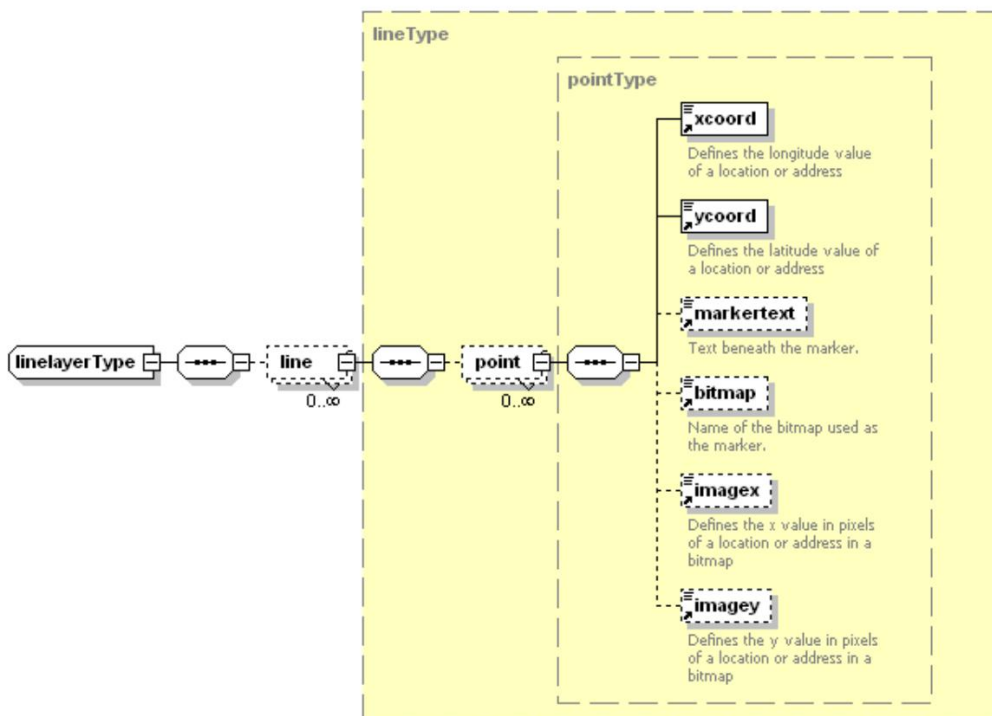 lineType
pointType
xcoord
Defines the longitude value
of a location or address
ycoord
Defines the latitude value of
a location or address
markertext
Text beneath the marker.
bitmap
Name of the bitmap used as
the marker.
imagex
Defines the x value in pixels
of a location or address in a
bitmap
imagey
Defines the y value in pixels
of a location or address in a
bitmap
linelayerType
line
0..∞
point
0..∞